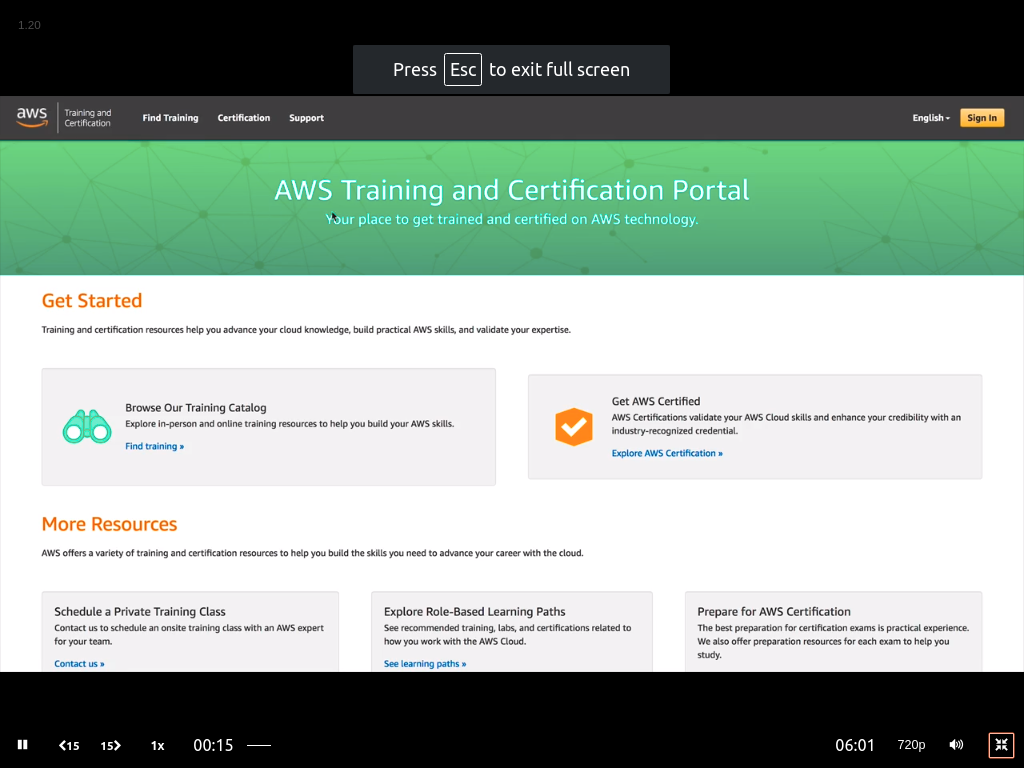 1.20
Press Esc to exit full screen
aws
Training and
Certification
Find Training
Certification
Support
English
Sign In
AWS Training and Certification Portal
Your place to get trained and certified on AWS technology.
Get Started
Training and certification resources help you advance your cloud knowledge, build practical AWS skills, and validate your expertise.
Browse Our Training Catalog
Explore in-person and online training resources to help you build your AWS skills.
Find training »
Get AWS Certified
AWS Certifications validate your AWS Cloud skills and enhance your credibility with an
industry-recognized credential.
Explore AWS Certification »
More Resources
AWS offers a variety of training and certification resources to help you build the skills you need to advance your career with the cloud.
Schedule a Private Training Class
Contact us to schedule an onsite training class with an AWS expert
for your team.
Contact us »
Explore Role-Based Learning Paths
See recommended training, labs, and certifications related to
how you work with the AWS Cloud.
See learning paths »
Prepare for AWS Certification
The best preparation for certification exams is practical experience.
We also offer preparation resources for each exam to help you
study.
15
15
1x
00:15
06:01
720p